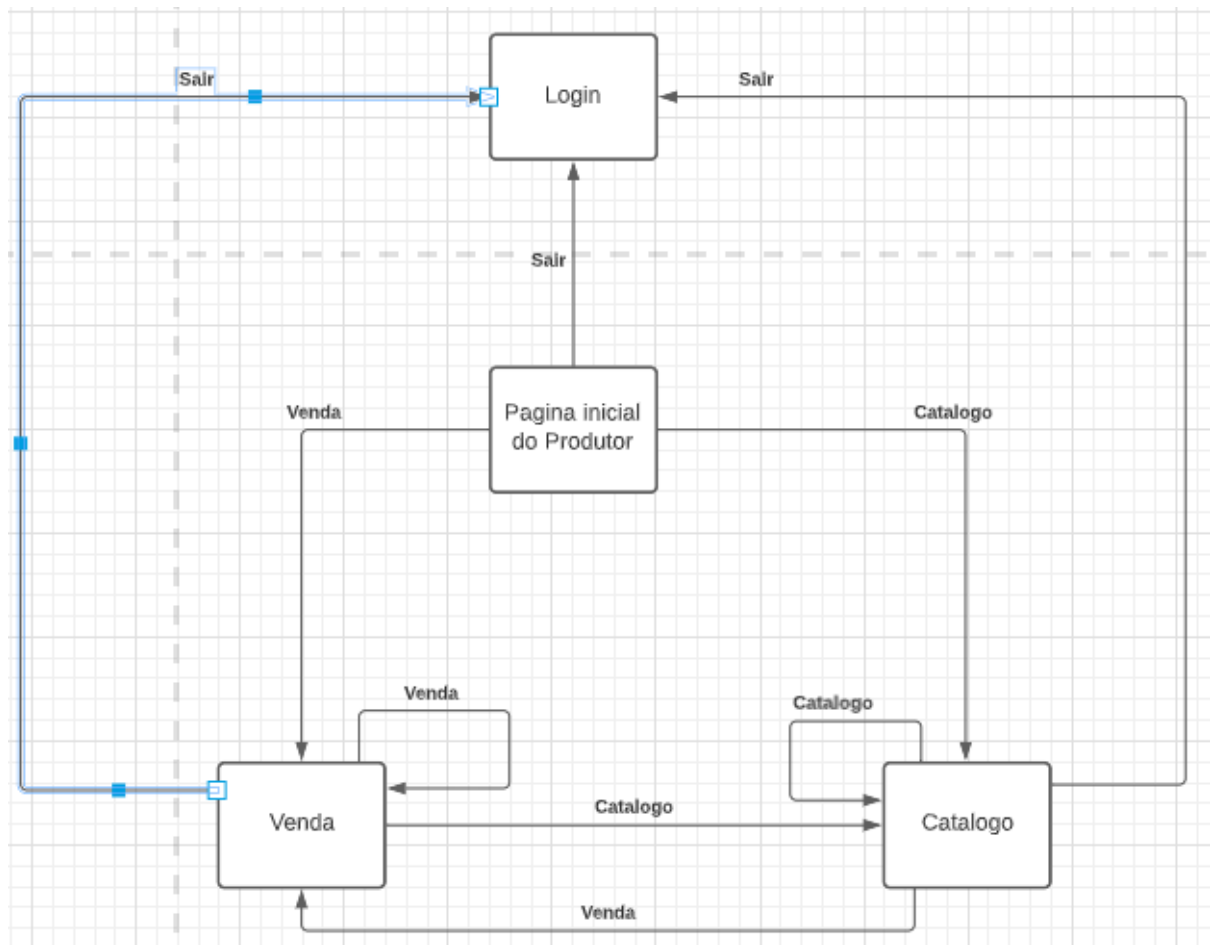 Sair
Login
Sair
Sair
Pagina inicial
do Produtor
Venda
Catalogo
Venda
Catalogo
Venda
Catalogo
Catalogo
Venda